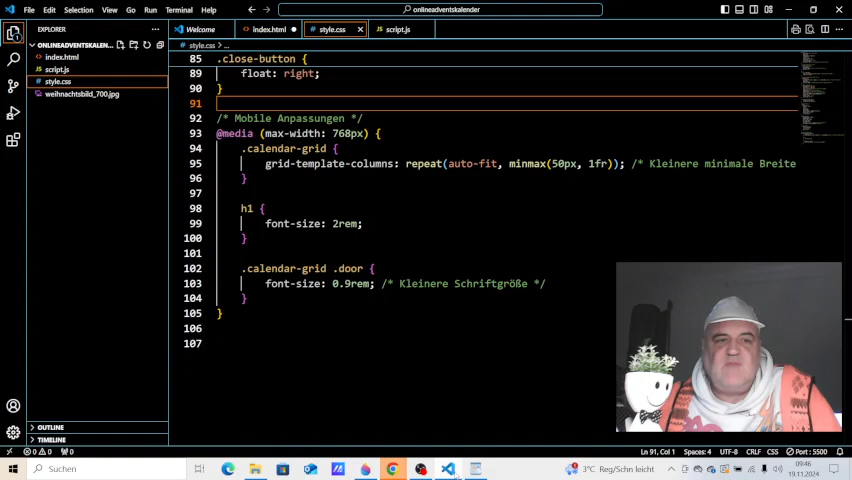 File Edit Selection View Go Run Terminal Help
onlineadventskalender
EXPLORER
Welcome
index.html
style.css
script.js
ONLINEADVENTSKALEN...
index.html
script.js
style.css
weihnachtsbild_700.jpg
OUTLINE
TIMELINE
style.css > ...
85 .close-button {
89 float: right;
90 }
91
92 /* Mobile Anpassungen */
93 @media (max-width: 768px) {
94 .calendar-grid {
95 grid-template-columns: repeat(auto-fit, minmax(50px, 1fr)); /* Kleinere minimale Breite
96 }
97
98 h1 {
99 font-size: 2rem;
100 }
101
102 .calendar-grid .door {
103 font-size: 0.9rem; /* Kleinere Schriftgröße */
104 }
105 }
106
107
0 0 0
Ln 91, Col 1 Spaces: 4 UTF-8 CRLF CSS Port : 5500
Suchen
3°C Reg/Schn leicht
09:46
19.11.2024